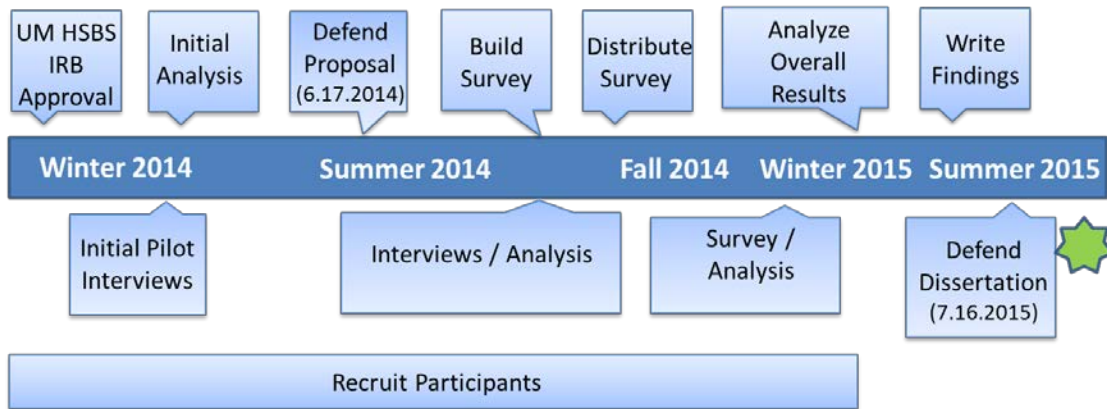 UM HSBS
IRB
Approval
Initial
Analysis
Defend
Proposal
(6.17.2014)
Build
Survey
Distribute
Survey
Analyze
Overall
Results
Write
Findings
Winter 2014
Summer 2014
Fall 2014
Winter 2015
Summer 2015
Initial Pilot
Interviews
Interviews / Analysis
Survey /
Analysis
Defend
Dissertation
(7.16.2015)
Recruit Participants